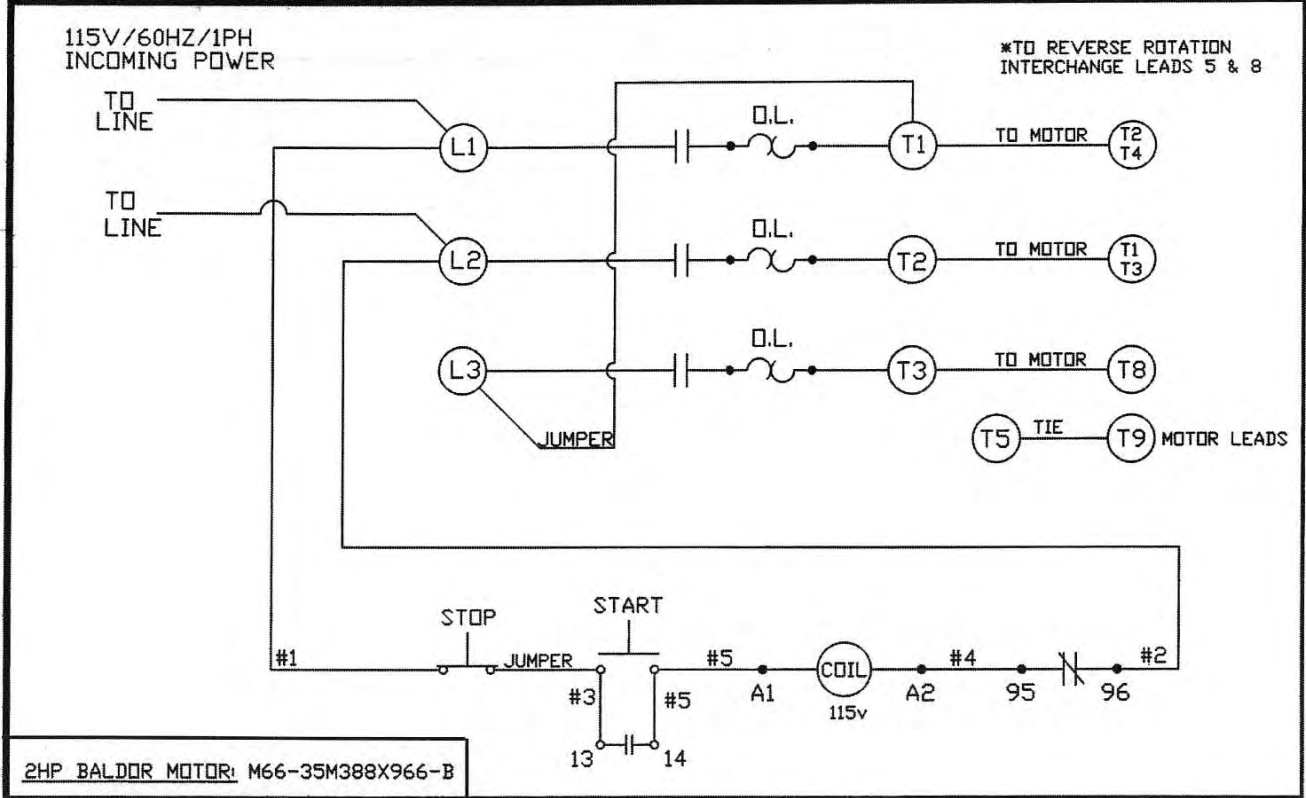 115V/60HZ/1PH
INCOMING POWER
*TO REVERSE ROTATION
INTERCHANGE LEADS 5 & 8
TO
LINE
L1
O.L.
T1
TO MOTOR
T2
T4
TO
LINE
L2
O.L.
T2
TO MOTOR
T1
T3
L3
O.L.
T3
TO MOTOR
T8
JUMPER
T5
TIE
T9
MOTOR LEADS
STOP
START
#1
JUMPER
#3
#5
#5
A1
COIL
115v
A2
#4
95
96
#2
13
14
2HP BALDOR MOTOR: M66-35M388X966-B